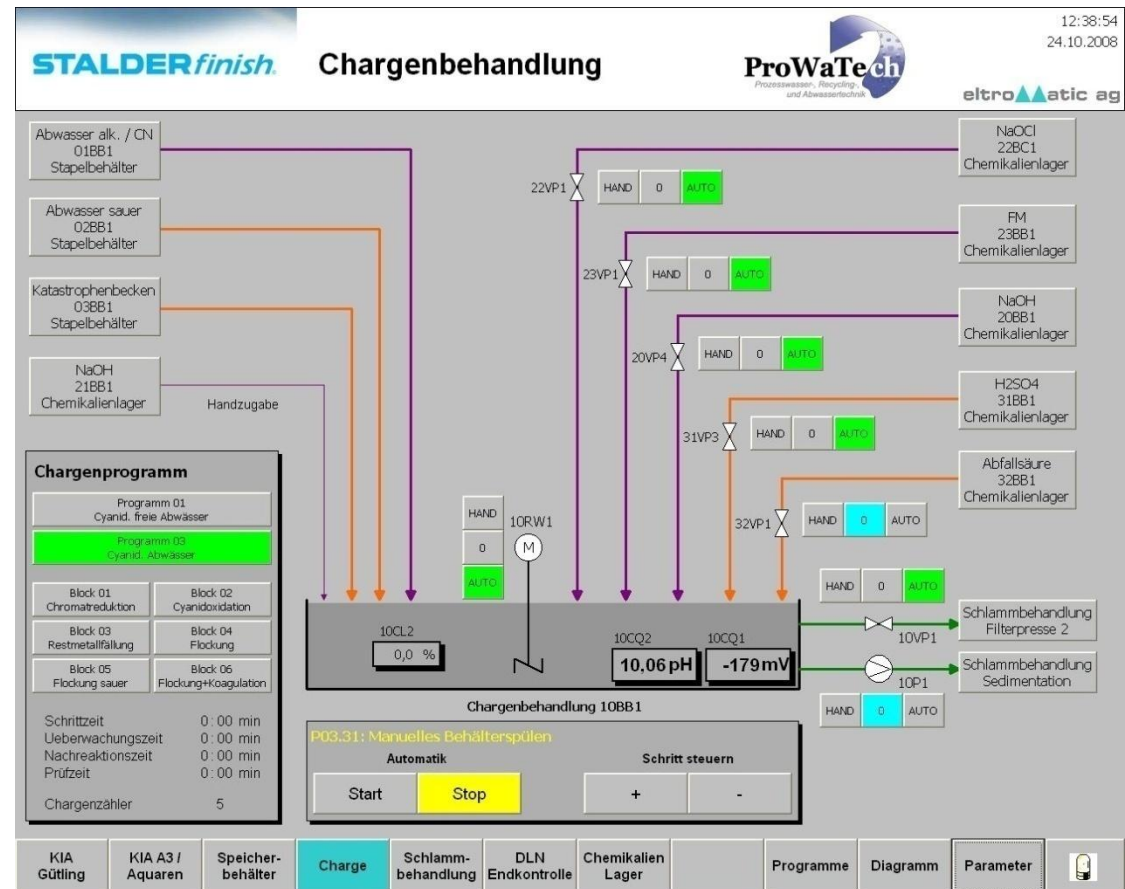 STALDERfinish.
Chargenbehandlung
ProWaTech
Prozesswasser-, Recycling-,
und Abwassertechnik
12:38:54
24.10.2008
eltromatic ag
Abwasser alk. / CN
01BB1
Stapelbehälter
Abwasser sauer
02BB1
Stapelbehälter
Katastrophenbecken
03BB1
Stapelbehälter
NaOH
21BB1
Chemikalienlager
Handzugabe
NaOCl
22BC1
Chemikalienlager
22VP1
HAND 0 AUTO
FM
23BB1
Chemikalienlager
23VP1
HAND 0 AUTO
NaOH
20BB1
Chemikalienlager
20VP4
HAND 0 AUTO
H2SO4
31BB1
Chemikalienlager
31VP3
HAND 0 AUTO
Abfallsäure
32BB1
Chemikalienlager
32VP1
HAND 0 AUTO
Chargenprogramm
Programm 01
Cyanid. freie Abwässer
Programm 03
Cyanid. Abwässer
Block 01
Chromatreduktion
Block 02
Cyanidoxidation
Block 03
Restmetallfällung
Block 04
Flockung
Block 05
Flockung sauer
Block 06
Flockung+Koagulation
Schrittzeit 0:00 min
Ueberwachungszeit 0:00 min
Nachreaktionszeit 0:00 min
Prüfzeit 0:00 min
Chargenzähler 5
HAND
0
AUTO
10RW1
M
10CL2
0,0 %
10CQ2
10,06 pH
10CQ1
-179 mV
Chargenbehandlung 10BB1
HAND 0 AUTO
10VP1
Schlammbehandlung
Filterpresse 2
10P1
Schlammbehandlung
Sedimentation
HAND 0 AUTO
P03.31: Manuelles Behälterspülen
Automatik
Schritt steuern
Start Stop + -
KIA
Gütling
KIA A3 /
Aquaren
Speicher-
behälter
Charge
Schlamm-
behandlung
DLN
Endkontrolle
Chemikalien
Lager
Programme
Diagramm
Parameter